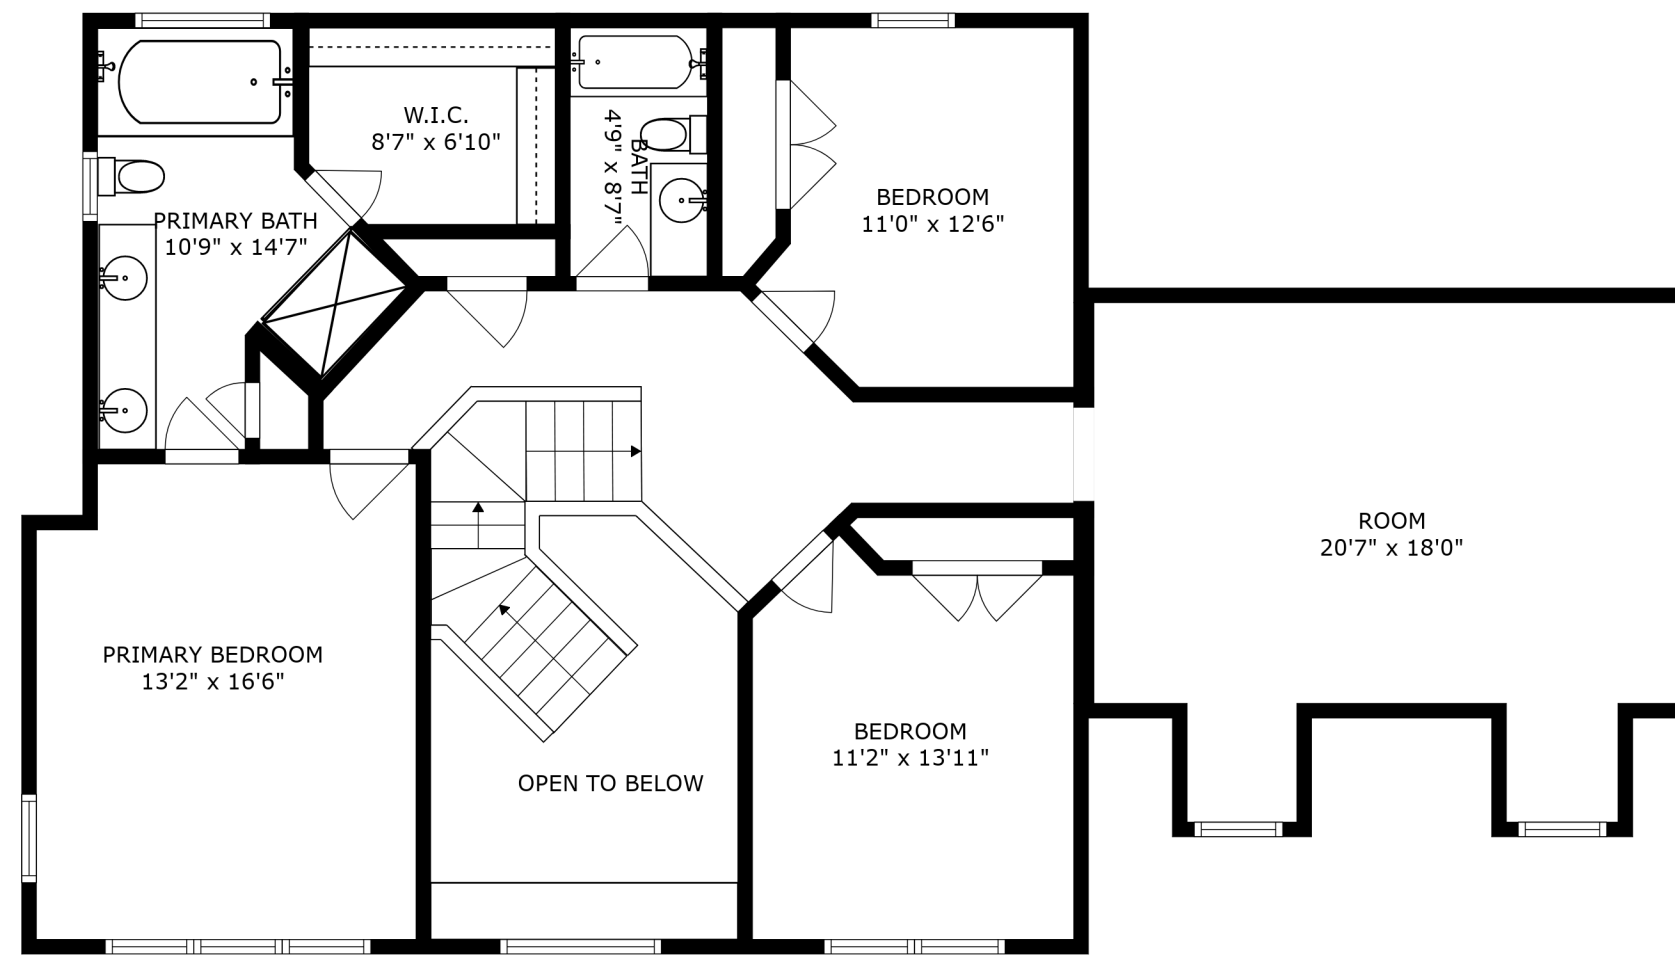 W.I.C.
8'7" x 6'10"
BATH
4'9" x 8'7"
BEDROOM
11'0" x 12'6"
PRIMARY BATH
10'9" x 14'7"
ROOM
20'7" x 18'0"
PRIMARY BEDROOM
13'2" x 16'6"
BEDROOM
11'2" x 13'11"
OPEN TO BELOW